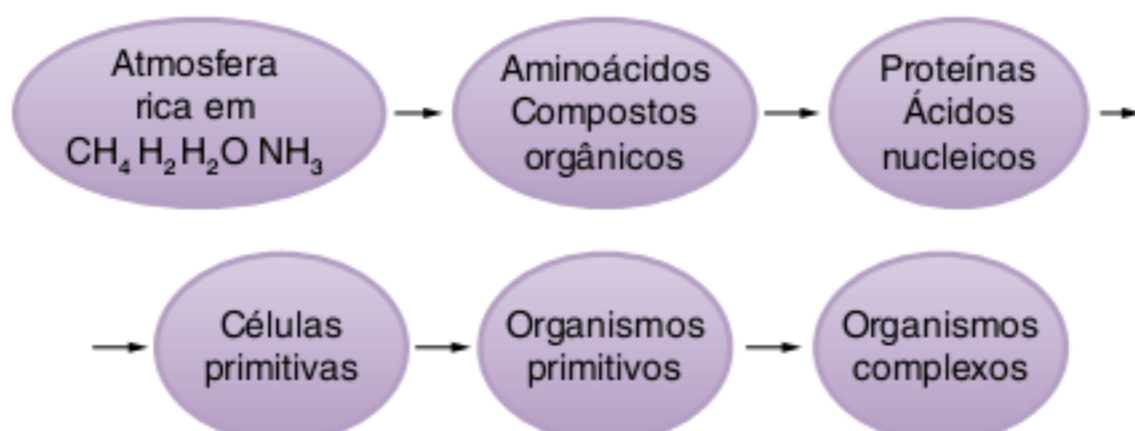 Atmosfera
rica em
CH₄ H₂ H₂O NH₃
Aminoácidos
Compostos
orgânicos
Proteínas
Ácidos
nucleicos
Células
primitivas
Organismos
primitivos
Organismos
complexos